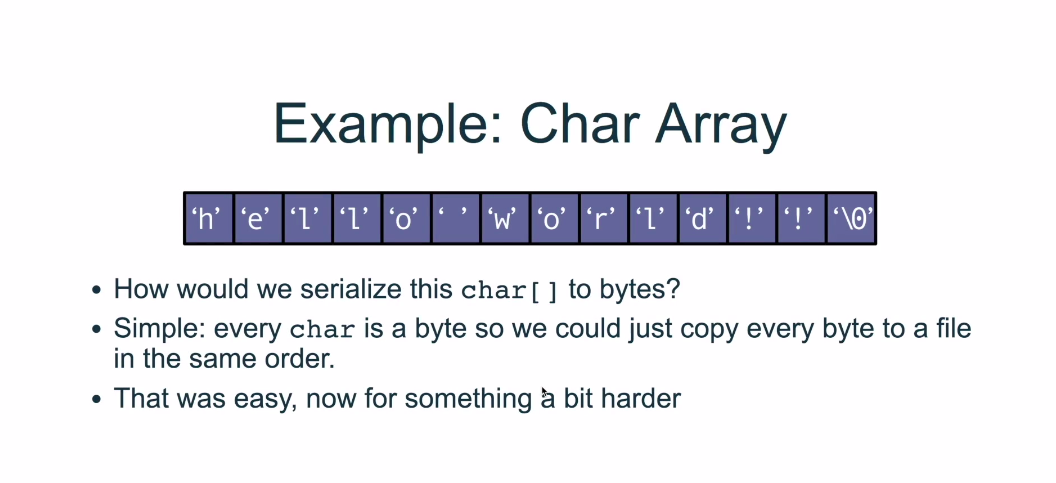 Example: Char Array
‘h’ ‘e’ ‘l’ ‘l’ ‘o’ ‘ ’ ‘w’ ‘o’ ‘r’ ‘l’ ‘d’ ‘!’ ‘!’ ‘\0’
• How would we serialize this char[] to bytes?
• Simple: every char is a byte so we could just copy every byte to a file
in the same order.
• That was easy, now for something a bit harder